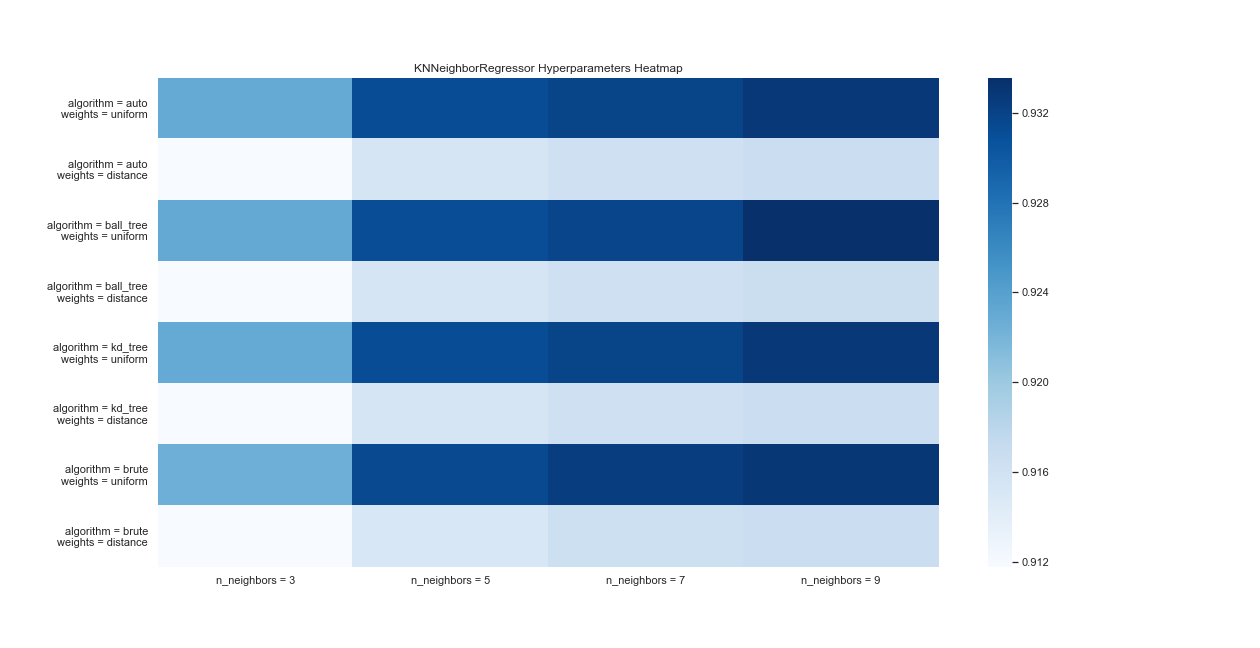 KNNeighborRegressor Hyperparameters Heatmap
algorithm = auto
weights = uniform
algorithm = auto
weights = distance
algorithm = ball_tree
weights = uniform
algorithm = ball_tree
weights = distance
algorithm = kd_tree
weights = uniform
algorithm = kd_tree
weights = distance
algorithm = brute
weights = uniform
algorithm = brute
weights = distance
n_neighbors = 3
n_neighbors = 5
n_neighbors = 7
n_neighbors = 9
0.932
0.928
0.924
0.920
0.916
0.912